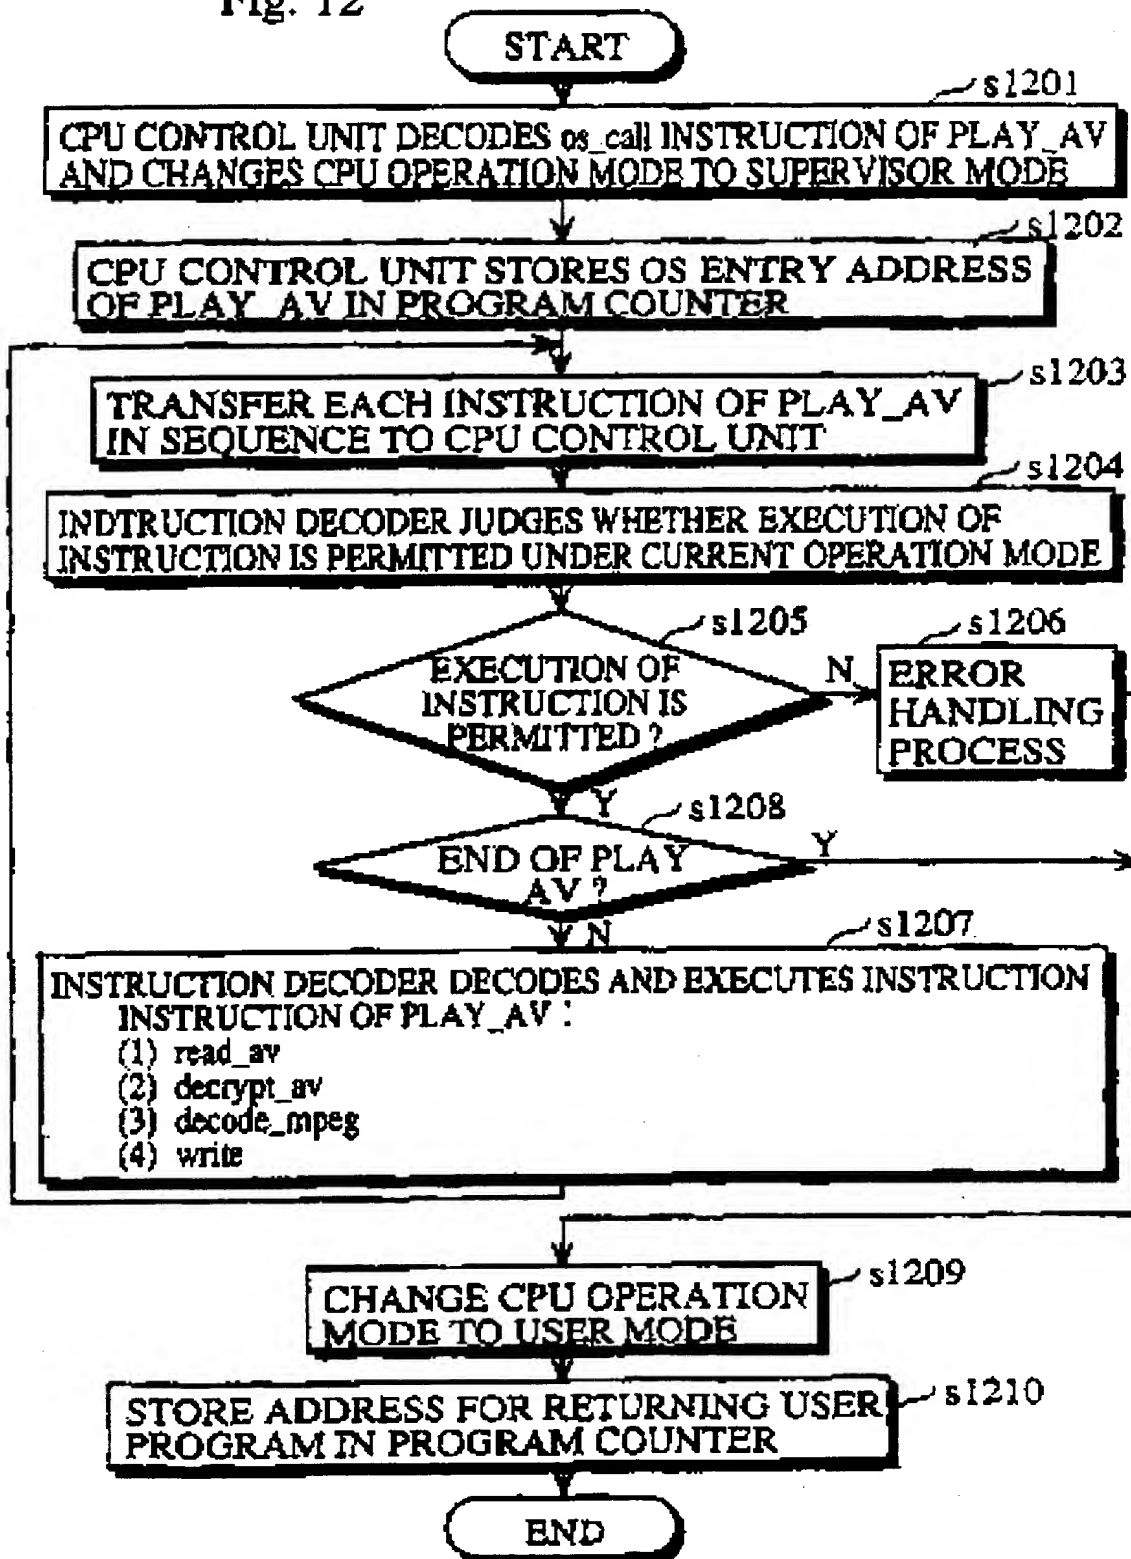 Fig. 12
START
s1201
CPU CONTROL UNIT DECODES os_call INSTRUCTION OF PLAY_AV
AND CHANGES CPU OPERATION MODE TO SUPERVISOR MODE
s1202
CPU CONTROL UNIT STORES OS ENTRY ADDRESS
OF PLAY_AV IN PROGRAM COUNTER
s1203
TRANSFER EACH INSTRUCTION OF PLAY_AV
IN SEQUENCE TO CPU CONTROL UNIT
s1204
INDTRUCTION DECODER JUDGES WHETHER EXECUTION OF
INSTRUCTION IS PERMITTED UNDER CURRENT OPERATION MODE
s1205
EXECUTION OF
INSTRUCTION IS
PERMITTED ?
N
s1206
ERROR
HANDLING
PROCESS
Y
s1208
END OF PLAY
AV ?
Y
N
s1207
INSTRUCTION DECODER DECODES AND EXECUTES INSTRUCTION
INSTRUCTION OF PLAY_AV :
(1) read_av
(2) decrypt_av
(3) decode_mpeg
(4) write
s1209
CHANGE CPU OPERATION
MODE TO USER MODE
s1210
STORE ADDRESS FOR RETURNING USER
PROGRAM IN PROGRAM COUNTER
END